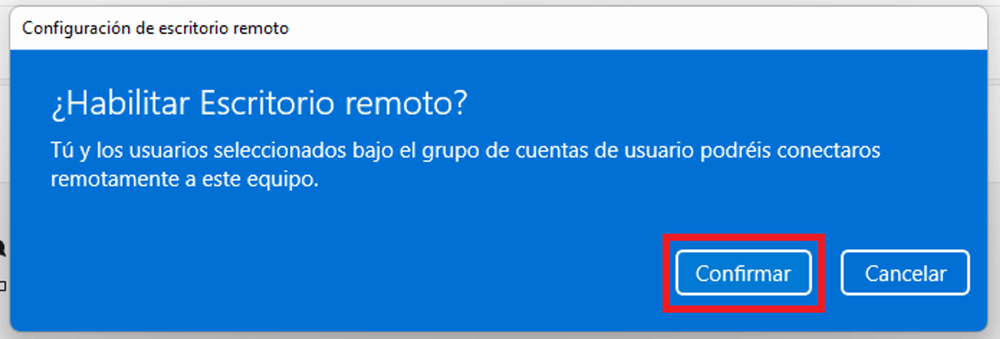 Configuración de escritorio remoto
¿Habilitar Escritorio remoto?
Tú y los usuarios seleccionados bajo el grupo de cuentas de usuario podréis conectaros
remotamente a este equipo.
Confirmar
Cancelar